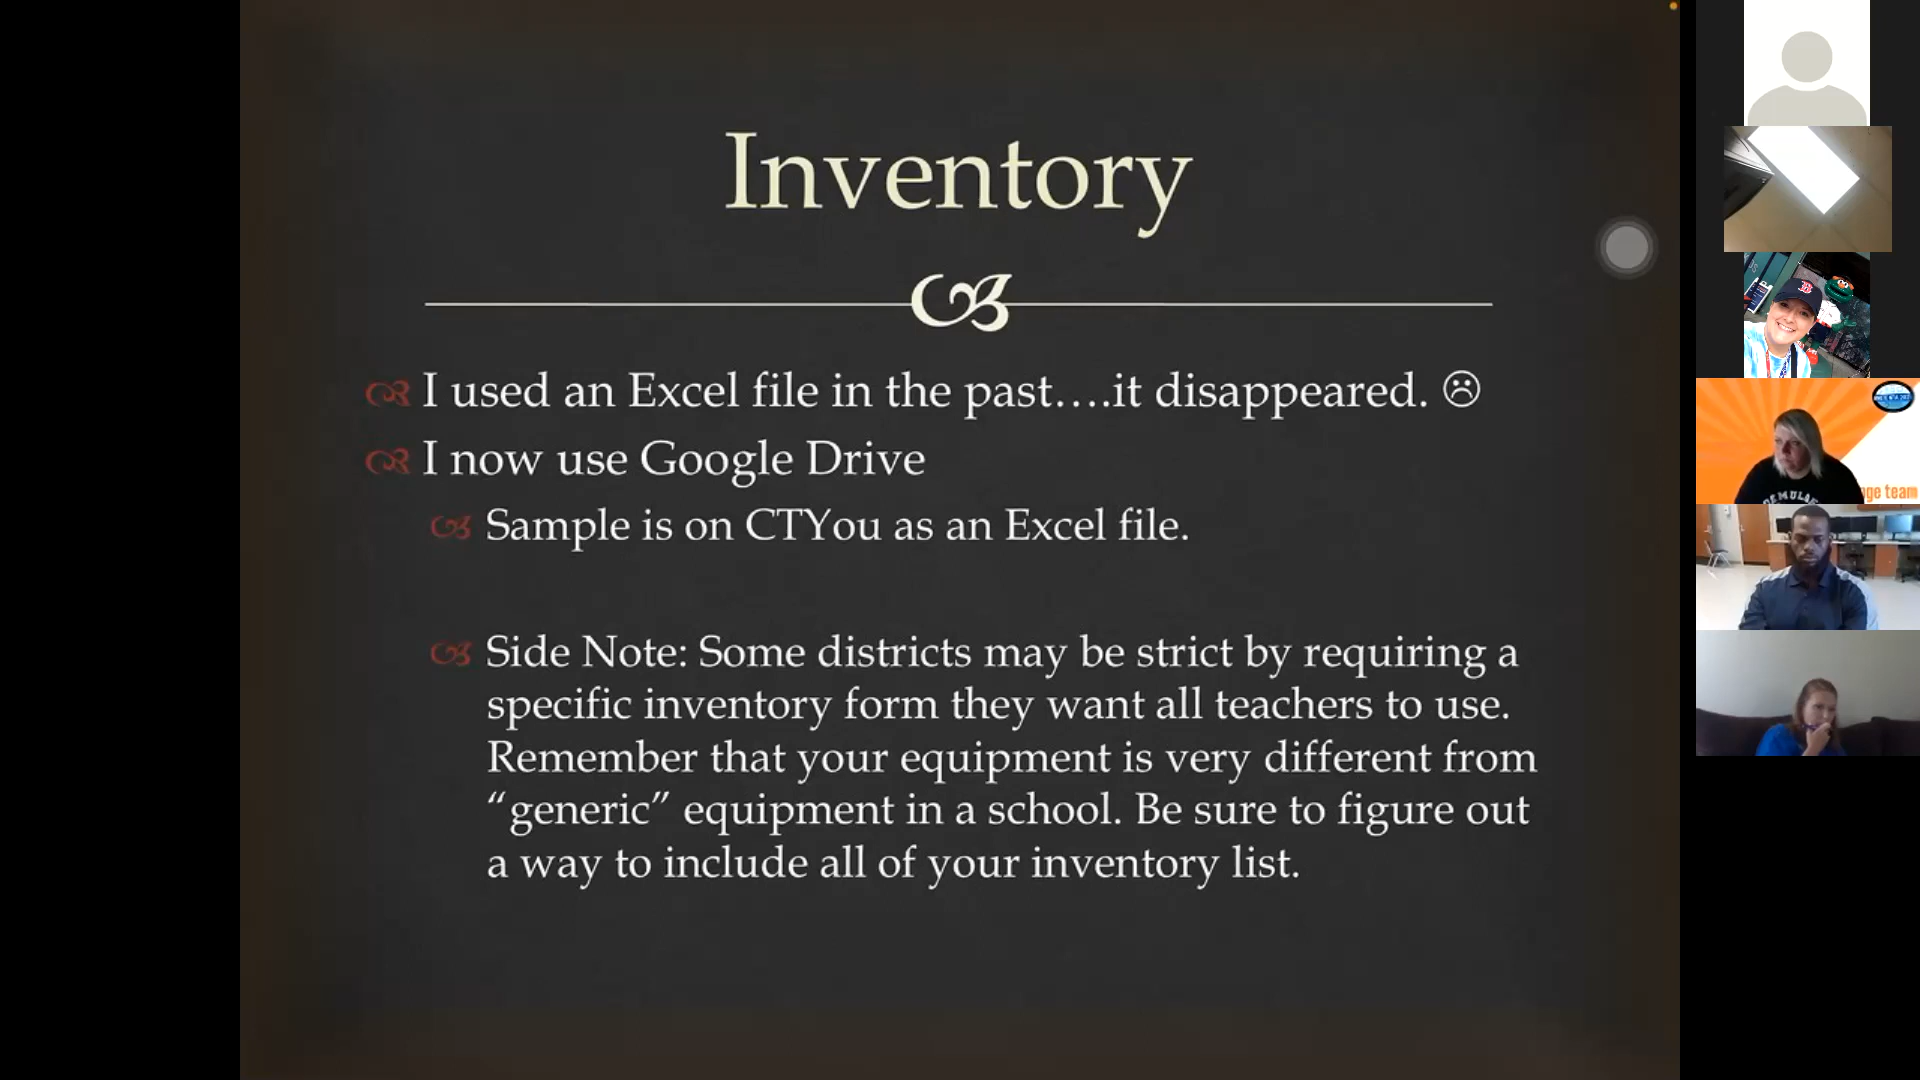 Inventory
I used an Excel file in the past….it disappeared. ☹
I now use Google Drive
Sample is on CTYou as an Excel file.
Side Note: Some districts may be strict by requiring a
specific inventory form they want all teachers to use.
Remember that your equipment is very different from
“generic” equipment in a school. Be sure to figure out
a way to include all of your inventory list.
B
ge team